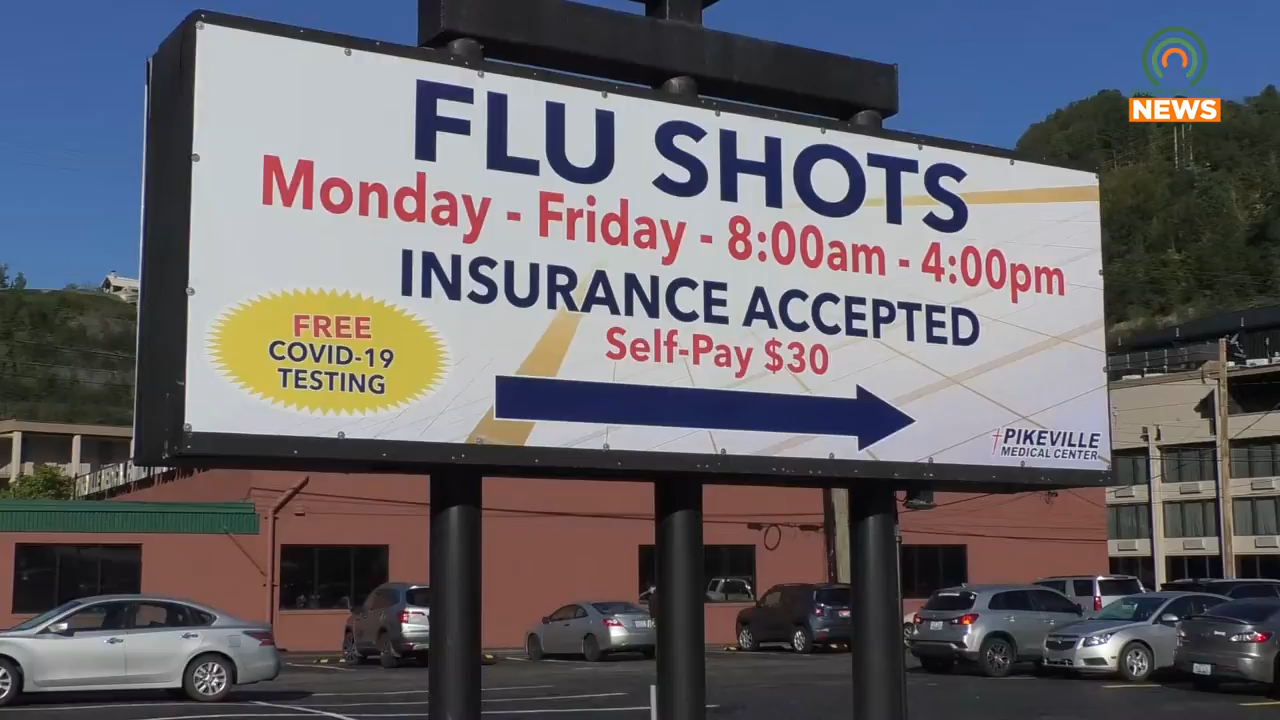 NEWS
FLU SHOTS
Monday - Friday - 8:00am - 4:00pm
INSURANCE ACCEPTED
Self-Pay $30
FREE
COVID-19
TESTING
PIKEVILLE
MEDICAL CENTER